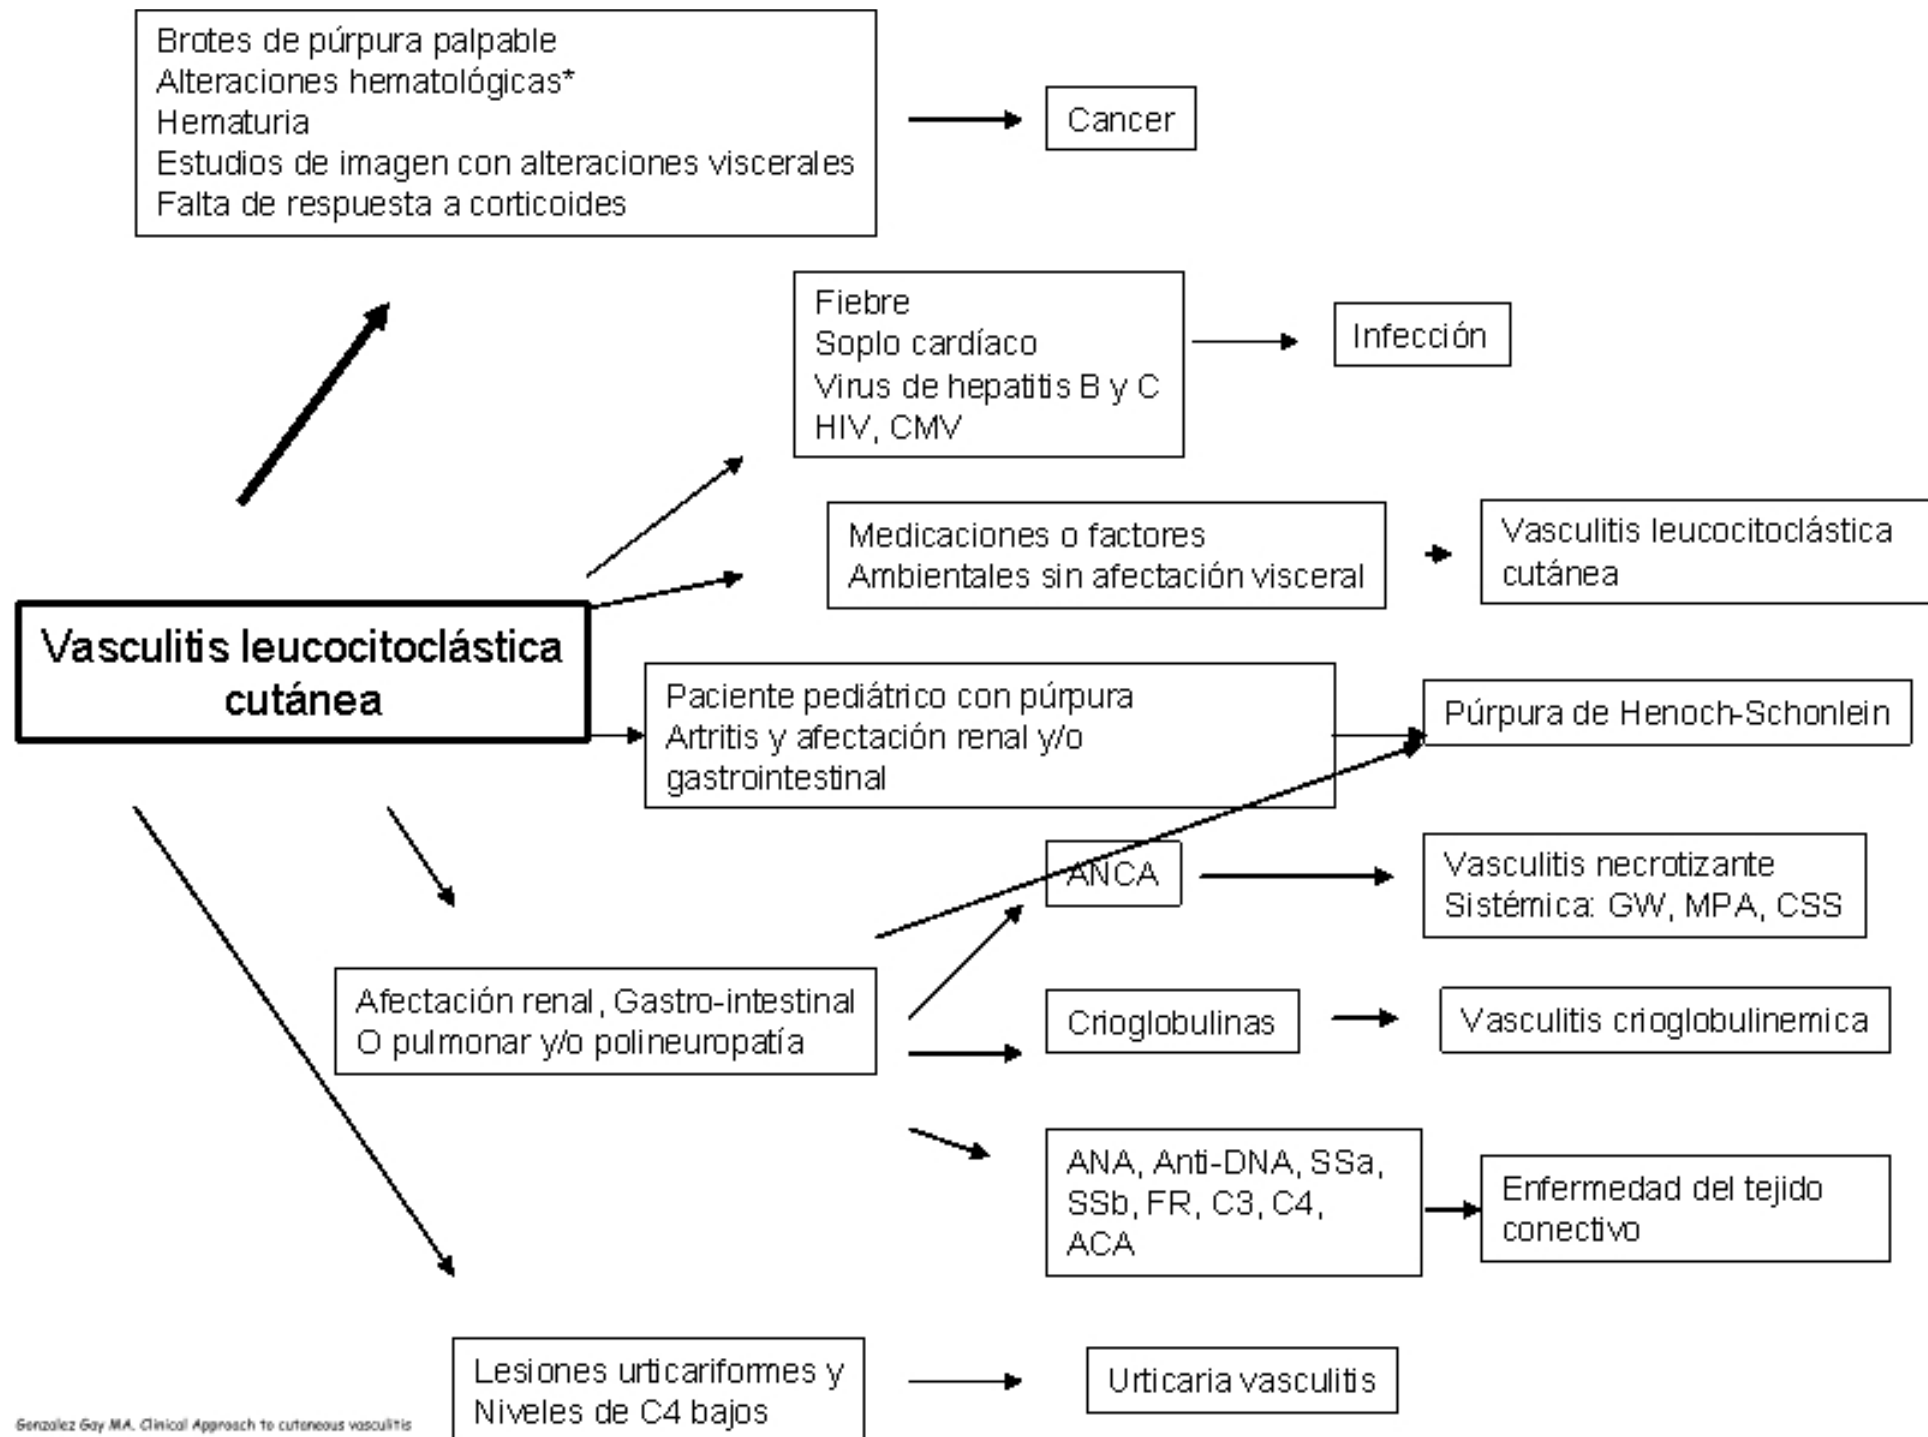 Brotes de púrpura palpable
Alteraciones hematológicas*
Hematuria
Estudios de imagen con alteraciones viscerales
Falta de respuesta a corticoides
Cancer
Fiebre
Soplo cardíaco
Virus de hepatitis B y C
HIV, CMV
Infección
Medicaciones o factores
Ambientales sin afectación visceral
Vasculitis leucocitoclástica
cutánea
Vasculitis leucocitoclástica
cutánea
Paciente pediátrico con púrpura
Artritis y afectación renal y/o
gastrointestinal
Púrpura de Henoch-Schonlein
ANCA
Vasculitis necrotizante
Sistémica: GW, MPA, CSS
Afectación renal, Gastro-intestinal
O pulmonar y/o polineuropatía
Crioglobulinas
Vasculitis crioglobulinemica
ANA, Anti-DNA, SSa,
SSb, FR, C3, C4,
ACA
Enfermedad del tejido
conectivo
Lesiones urticariformes y
Niveles de C4 bajos
Urticaria vasculitis
Gonzalez Gay MA. Clinical Approach to cutaneous vasculitis